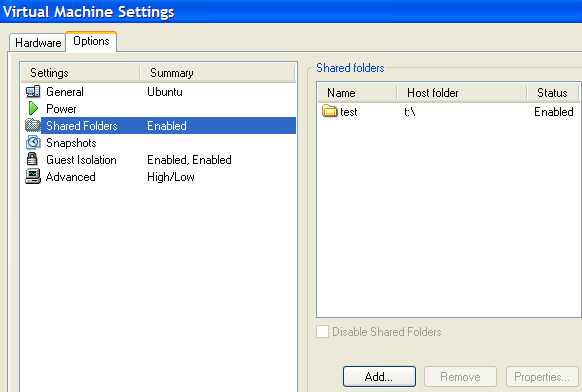 Virtual Machine Settings
Hardware Options
Settings Summary
General Ubuntu
Power
Shared Folders Enabled
Snapshots
Guest Isolation Enabled, Enabled
Advanced High/Low
Shared folders
Name Host folder Status
test t:\ Enabled
Disable Shared Folders
Add... Remove Properties...